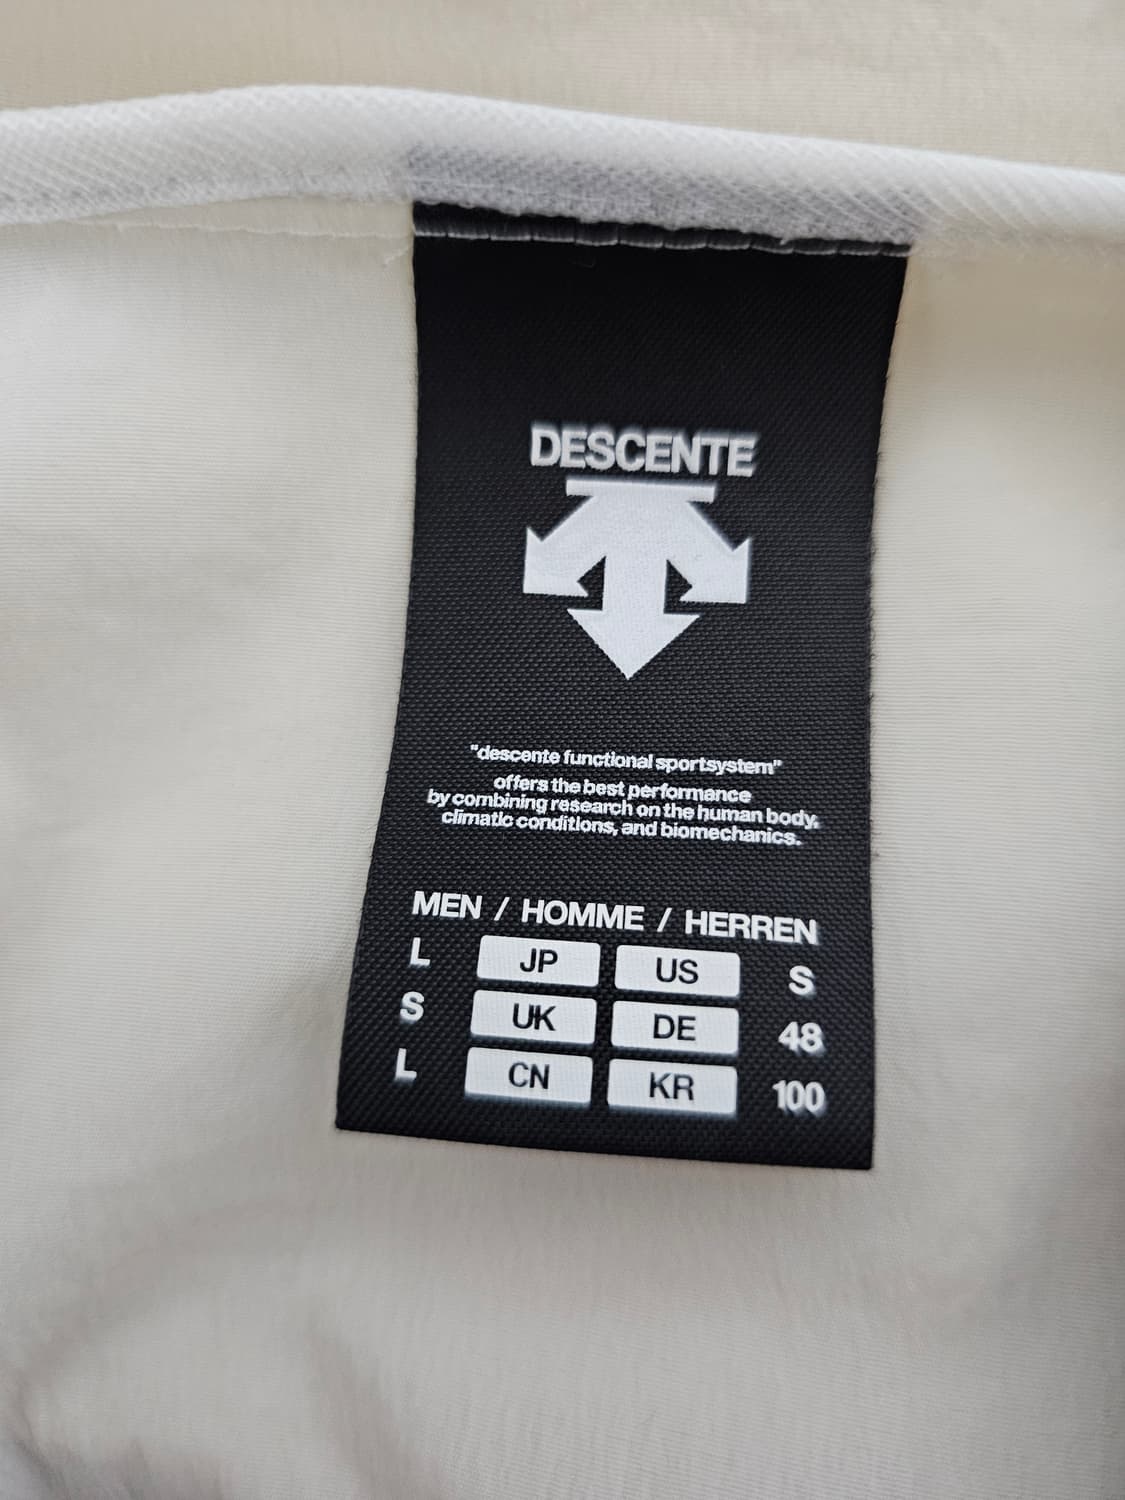 DESCENTE
"descente functional sportsystem"
offers the best performance
by combining research on the human body,
climatic conditions, and biomechanics.
MEN / HOMME / HERREN
L JP US S
S UK DE 48
L CN KR 100